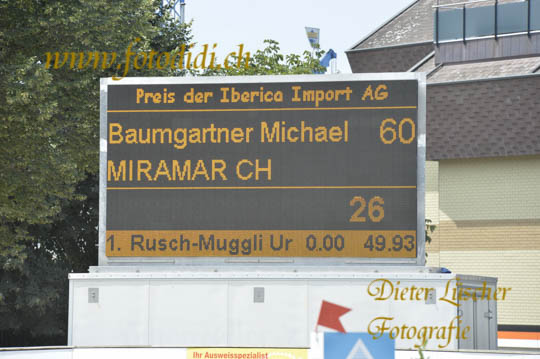 www.fotodidi.ch
Preis der Iberica Import AG
Baumgartner Michael 60
MIRAMAR CH
26
1. Rusch-Muggli Ur 0.00 49.93
Dieter Lüscher
Fotografie
Ihr Ausweisspezialist